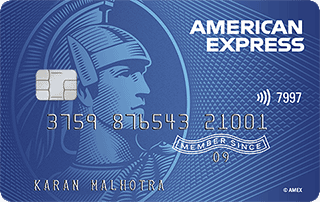 AMERICAN
EXPRESS
7997
3759 876543 21001
MEMBER SINCE
09
KARAN MALHOTRA
© AMEX